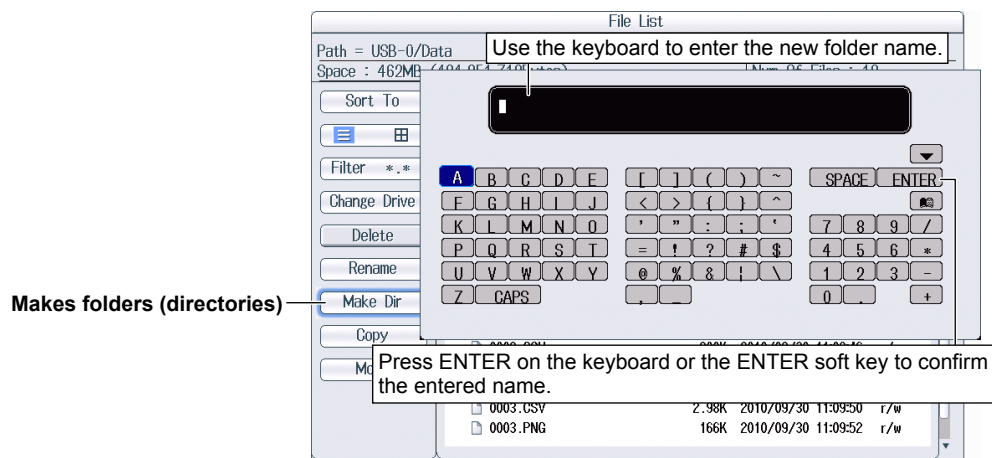 File List
Path = USB-0/Data
Use the keyboard to enter the new folder name.
Space : 462MB
Num Of Files : 10
Sort To
Filter *.*
Change Drive
Delete
Rename
Makes folders (directories)
Make Dir
Copy
SPACE ENTER
A B C D E [ ] ( ) ~
F G H I J < > { } ^
K L M N O ' " : ; ` 7 8 9 /
P Q R S T = ! ? # $ 4 5 6 *
U V W X Y @ % & | \ 1 2 3 -
Z CAPS , _ 0 . +
Press ENTER on the keyboard or the ENTER soft key to confirm
the entered name.
0003.CSV 2.98K 2010/09/30 11:09:50 r/w
0003.PNG 166K 2010/09/30 11:09:52 r/w